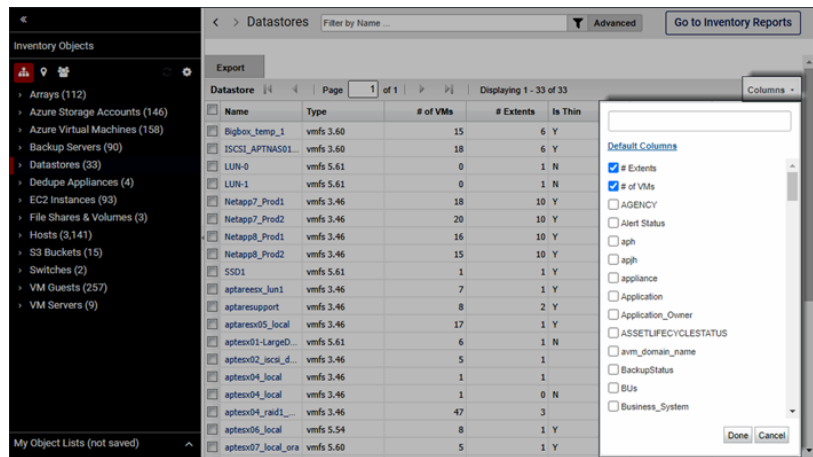 «
< > Datastores Filter by Name ... Advanced Go to Inventory Reports
Inventory Objects
Export
Arrays (112)
Azure Storage Accounts (146)
Azure Virtual Machines (158)
Backup Servers (90)
Datastores (33)
Dedupe Appliances (4)
EC2 Instances (93)
File Shares & Volumes (3)
Hosts (3,141)
S3 Buckets (15)
Switches (2)
VM Guests (257)
VM Servers (9)
My Object Lists (not saved)
Datastore Page 1 of 1 Displaying 1 - 33 of 33 Columns
Name Type # of VMs # Extents Is Thin
Bigbox_temp_1 vmfs 3.60 15 6 Y
ISCSI_APTNAS01... vmfs 3.60 18 6 Y
LUN-0 vmfs 5.61 0 1 N
LUN-1 vmfs 5.61 0 1 N
Netapp7_Prod1 vmfs 3.46 18 10 Y
Netapp7_Prod2 vmfs 3.46 20 10 Y
Netapp8_Prod1 vmfs 3.46 16 10 Y
Netapp8_Prod2 vmfs 3.46 15 10 Y
SSD1 vmfs 5.61 1 1 Y
aptareesx_lun1 vmfs 3.46 7 1 Y
aptaresupport vmfs 3.46 8 2 Y
aptaresx05_local vmfs 3.46 17 1 Y
aptesx01-LargeD... vmfs 5.61 6 1 N
aptesx02_iscsi_d... vmfs 3.46 5 1
aptesx04_local vmfs 3.46 1 1
aptesx04_local vmfs 3.46 1 0 N
aptesx04_raid1_... vmfs 3.46 47 3
aptesx06_local vmfs 5.54 8 1 Y
aptesx07_local_ora vmfs 5.60 5 1 Y
Default Columns
# Extents
# of VMs
AGENCY
Alert Status
aph
apjh
appliance
Application
Application_Owner
ASSETLIFECYCLESTATUS
avm_domain_name
BackupStatus
BUs
Business_System
Done Cancel